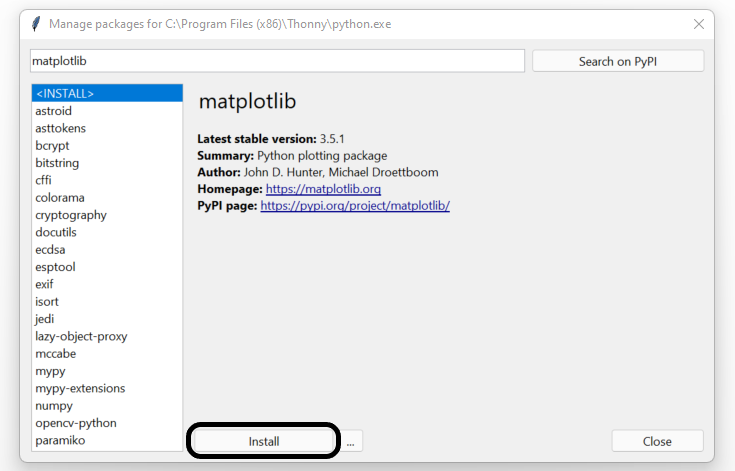 Manage packages for C:\Program Files (x86)\Thonny\python.exe
matplotlib
Search on PyPI
<INSTALL>
astroid
asttokens
bcrypt
bitstring
cffi
colorama
cryptography
docutils
ecdsa
esptool
exif
isort
jedi
lazy-object-proxy
mccabe
mypy
mypy-extensions
numpy
opencv-python
paramiko
matplotlib
Latest stable version: 3.5.1
Summary: Python plotting package
Author: John D. Hunter, Michael Droettboom
Homepage: https://matplotlib.org
PyPI page: https://pypi.org/project/matplotlib/
Install
...
Close